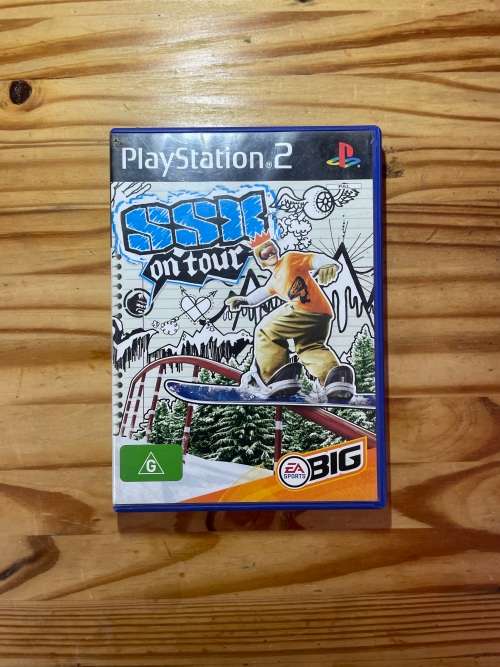 PlayStation®2
SSX
on tour
G
EA
SPORTS
BIG